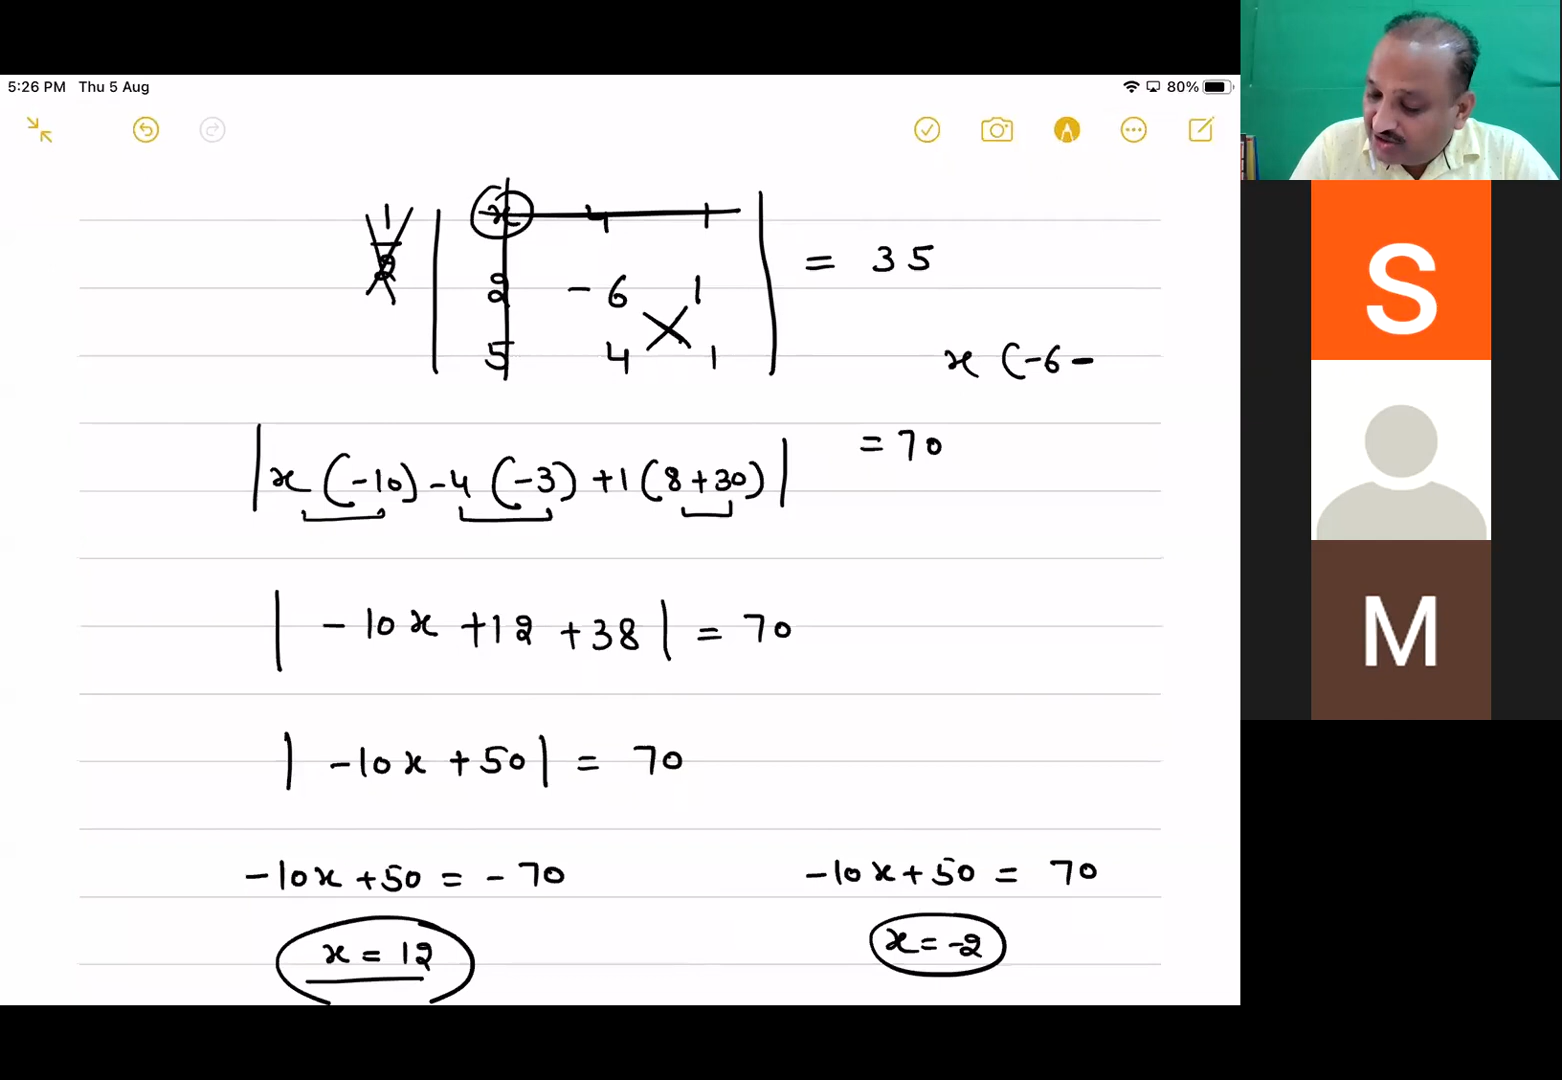 5:26 PM Thu 5 Aug
80%
1/2 | x 4 1 | = 35
2 -6 1
5 4 1
x (-6 -
| x (-10) -4 (-3) +1 (8+30) | = 70
| -10x +12 +38 | = 70
| -10x +50 | = 70
-10x +50 = -70 -10x +50 = 70
x = 12 x = -2
S
M